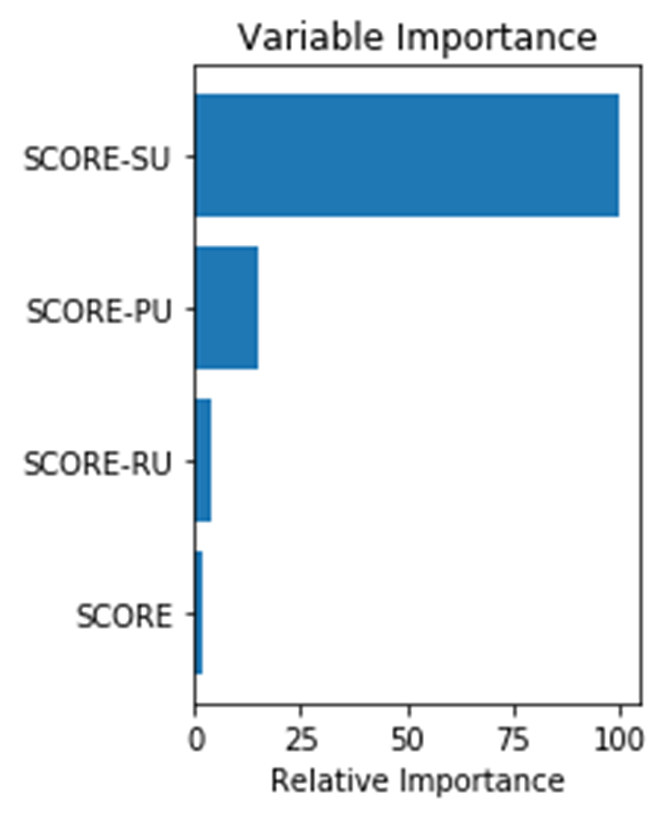 Variable Importance
SCORE-SU
SCORE-PU
SCORE-RU
SCORE
0 25 50 75 100
Relative Importance